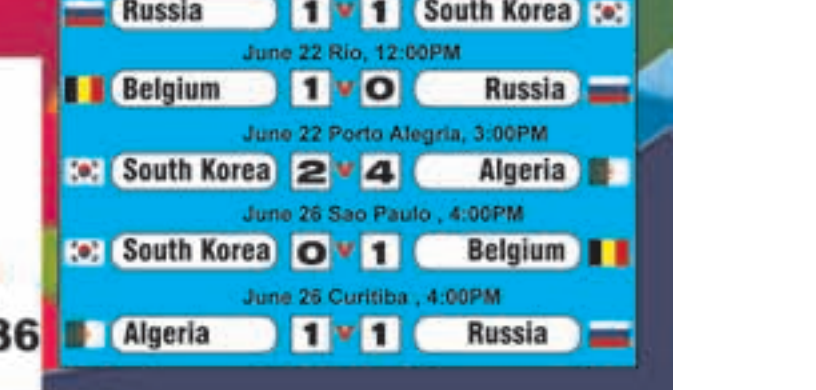 Russia 1 v 1 South Korea
June 22 Rio, 12:00PM
Belgium 1 v 0 Russia
June 22 Porto Alegria, 3:00PM
South Korea 2 v 4 Algeria
June 26 Sao Paulo , 4:00PM
South Korea 0 v 1 Belgium
June 26 Curitiba , 4:00PM
36 Algeria 1 v 1 Russia